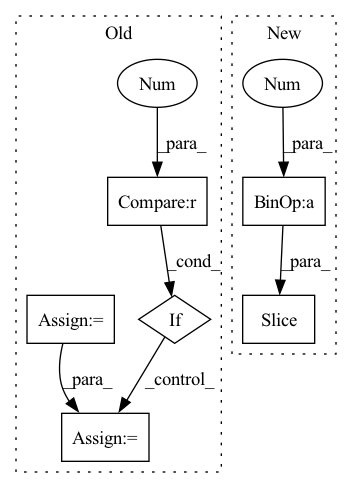 Old
New
Num
Num
_para_
_para_
Compare:r
BinOp:a
_cond_
_para_
Assign:=
If
Slice
_para_
_control_
Assign:=